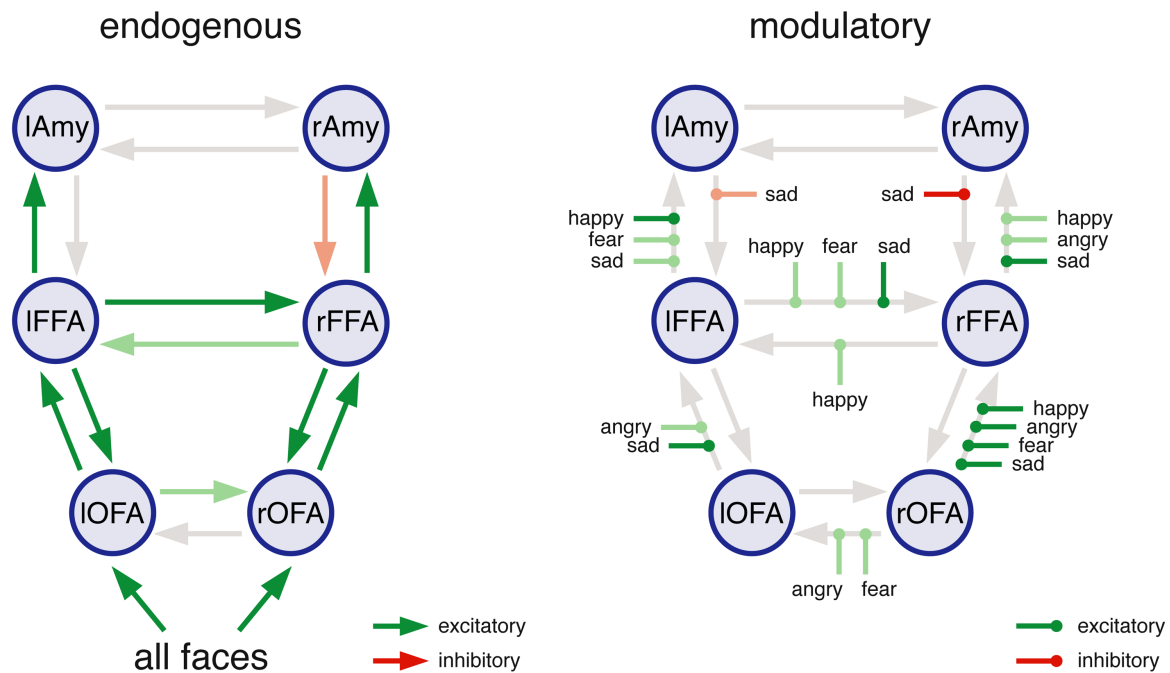 endogenous
lAmy
rAmy
lFFA
rFFA
lOFA
rOFA
all faces
excitatory
inhibitory
modulatory
lAmy
rAmy
sad
sad
happy
fear
sad
happy
angry
sad
happy
fear
sad
lFFA
rFFA
happy
angry
sad
happy
angry
fear
sad
lOFA
rOFA
angry
fear
excitatory
inhibitory